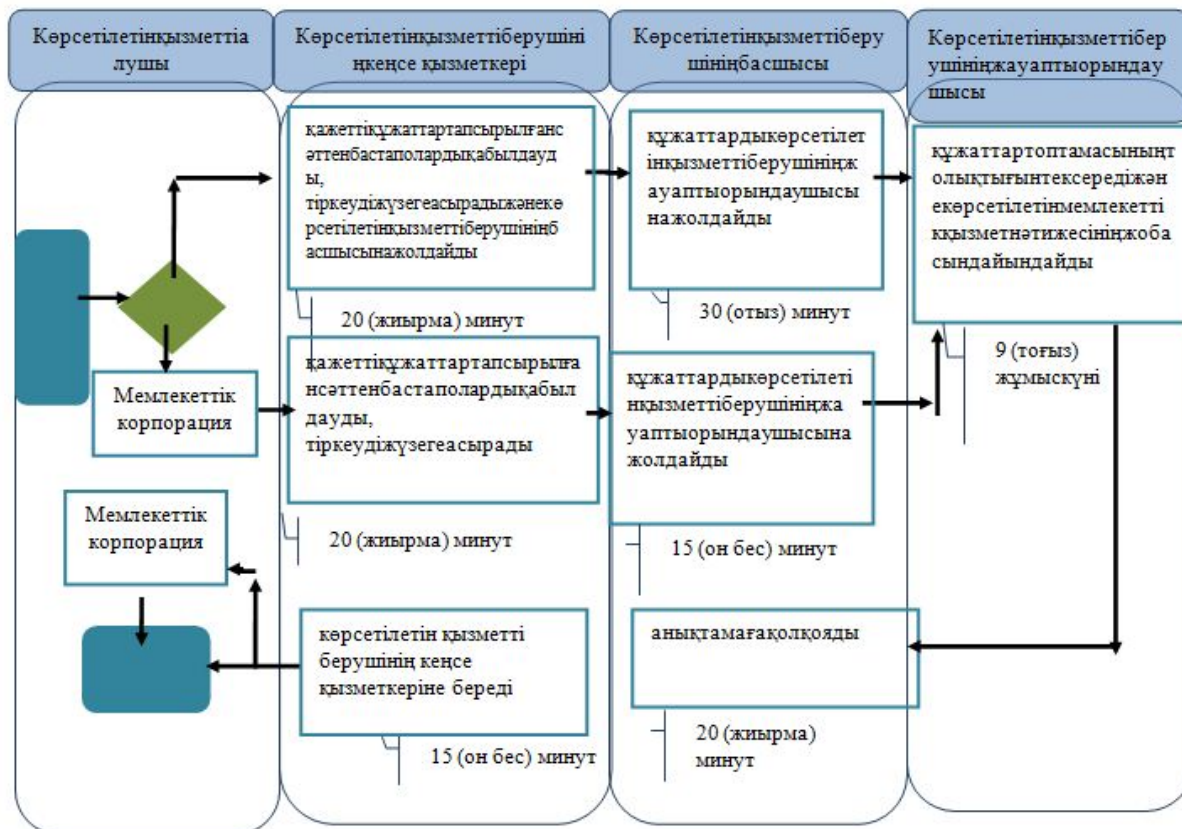 Көрсетілетінқызметтіа
лушы
Көрсетілетінқызметтіберушіні
ңкеңсе қызметкері
Көрсетілетінқызметтіберу
шініңбасшысы
Көрсетілетінқызметтібер
ушініңжауаптыорындау
шысы
қажеттіқұжаттартапсырылғанс
әттенбастаполардықабылдауд
ы,
тіркеудіжүзегеасырадыжәнекө
рсетілетінқызметтіберушініңб
асшысынажолдайды
20 (жиырма) минут
құжаттардыкөрсетілет
інқызметтіберушініңж
ауаптыорындаушысы
нажолдайды
30 (отыз) минут
құжаттартоптамасыныңт
олықтығынтексередіжән
екөрсетілетінмемлекетті
кқызметнәтижесініңжоба
сындайындайды
9 (тоғыз)
жұмыскүні
Мемлекеттік
корпорация
қажеттіқұжаттартапсырылға
нсәттенбастаполардықабыл
дауды,
тіркеудіжүзегеасырады
20 (жиырма) минут
құжаттардыкөрсетілеті
нқызметтіберушініңжа
уаптыорындаушысына
жолдайды
15 (он бес) минут
Мемлекеттік
корпорация
көрсетілетін қызметті
берушінің кеңсе
қызметкеріне береді
15 (он бес) минут
анықтамағақолқояды
20 (жиырма)
минут